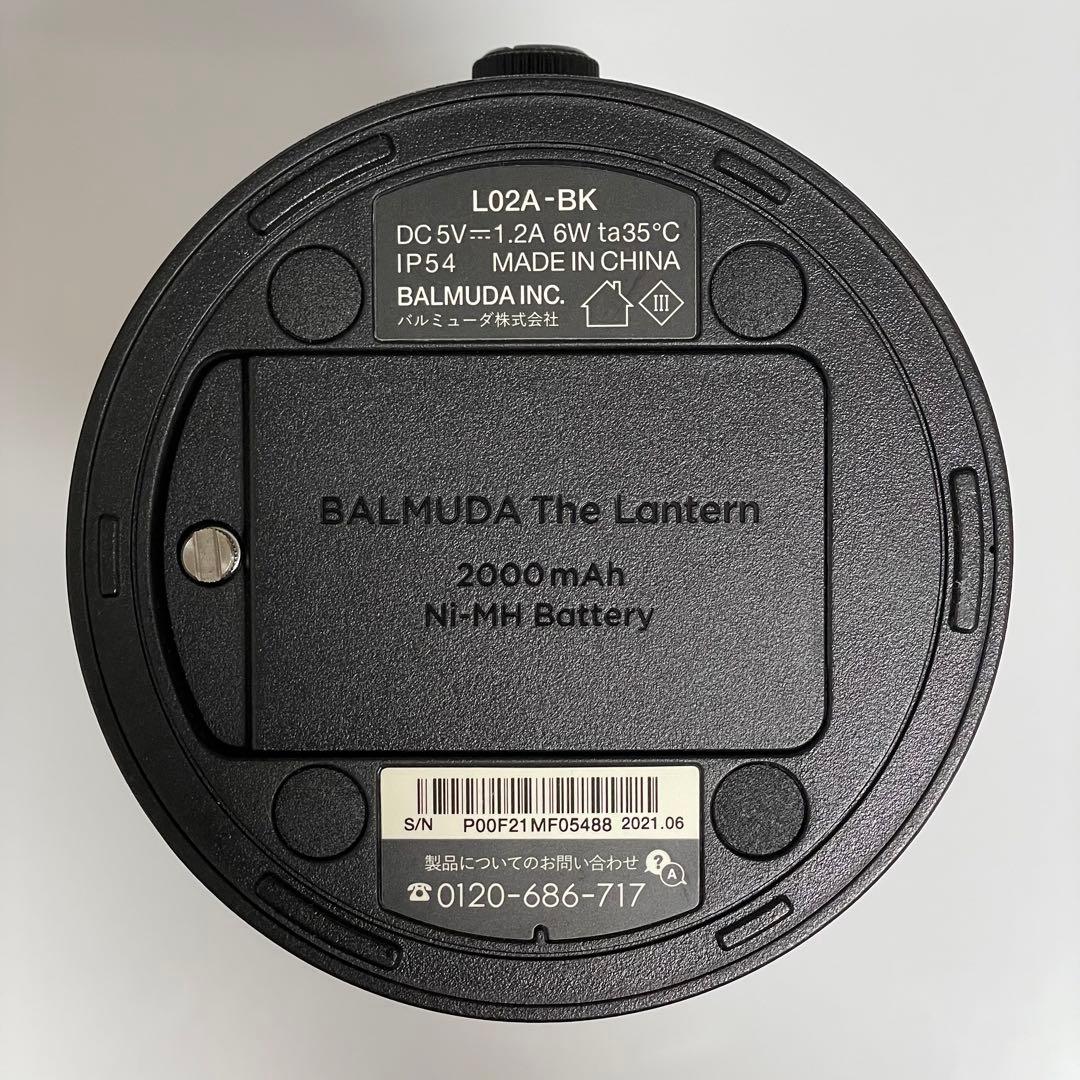 L02A-BK
DC 5V⎓1.2A 6W ta35°C
IP54 MADE IN CHINA
BALMUDA INC.
バルミューダ株式会社
III
BALMUDA The Lantern
2000mAh
Ni-MH Battery
S/N P00F21MF05488 2021.06
製品についてのお問い合わせ ? A
☎0120-686-717